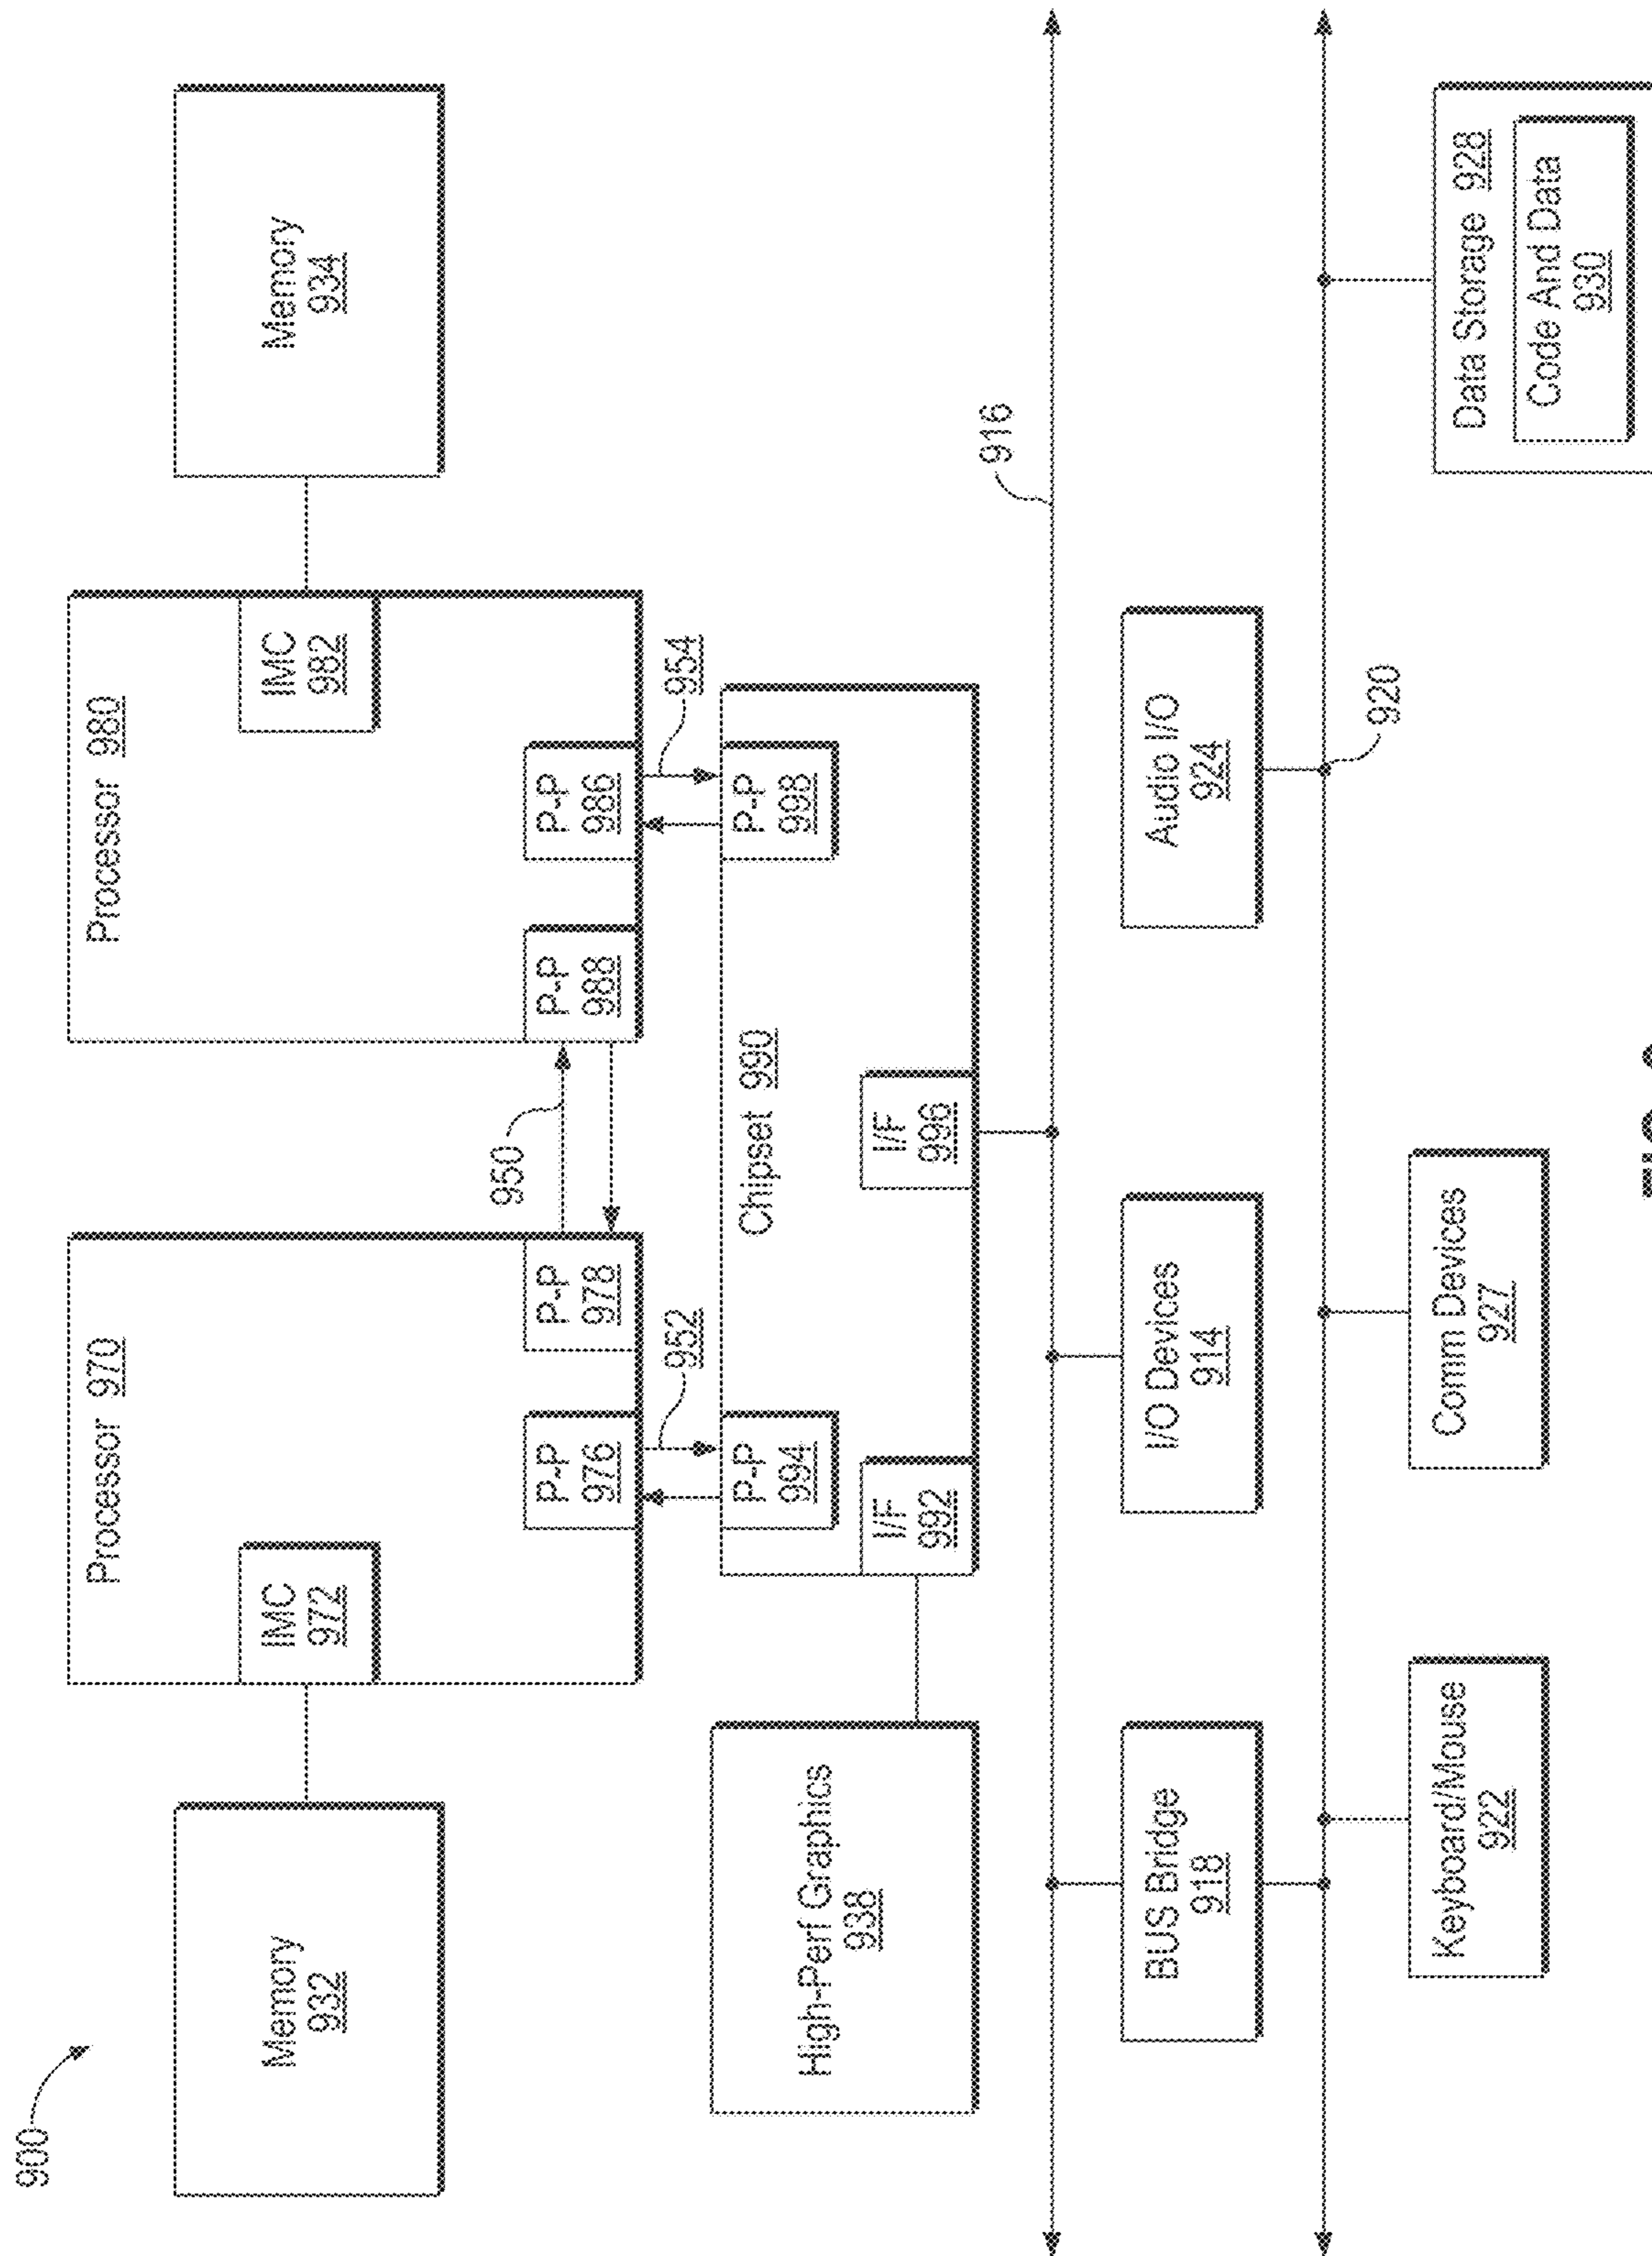 900
Processor 970
Processor 980
Memory
932
IMC
972
IMC
982
Memory
934
950
P-P
976
P-P
978
P-P
988
P-P
986
952
954
High-Perf Graphics
938
P-P
994
Chipset 990
P-P
998
I/F
992
I/F
996
916
BUS Bridge
918
I/O Devices
914
Audio I/O
924
920
Keyboard/Mouse
922
Comm Devices
927
Data Storage 928
Code And Data
930